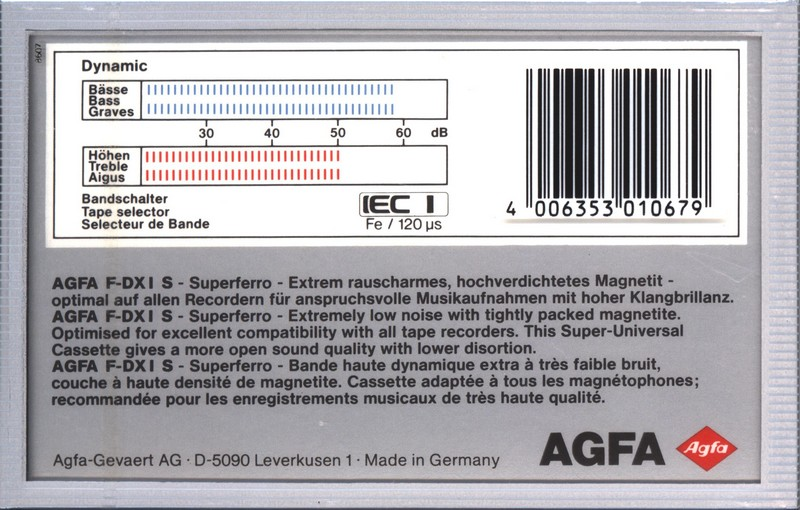 8607
Dynamic
Bässe
Bass
Graves
30 40 50 60 dB
Höhen
Treble
Aigus
Bandschalter
Tape selector
Selecteur de Bande
IEC I
Fe / 120 µs
4 006353 010679
AGFA F-DX I S - Superferro - Extrem rauscharmes, hochverdichtetes Magnetit -
optimal auf allen Recordern für anspruchsvolle Musikaufnahmen mit hoher Klangbrillanz.
AGFA F-DX I S - Superferro - Extremely low noise with tightly packed magnetite.
Optimised for excellent compatibility with all tape recorders. This Super-Universal
Cassette gives a more open sound quality with lower disortion.
AGFA F-DX I S - Superferro - Bande haute dynamique extra à très faible bruit,
couche à haute densité de magnetite. Cassette adaptée à tous les magnétophones;
recommandée pour les enregistrements musicaux de très haute qualité.
Agfa-Gevaert AG · D-5090 Leverkusen 1 · Made in Germany
AGFA
Agfa